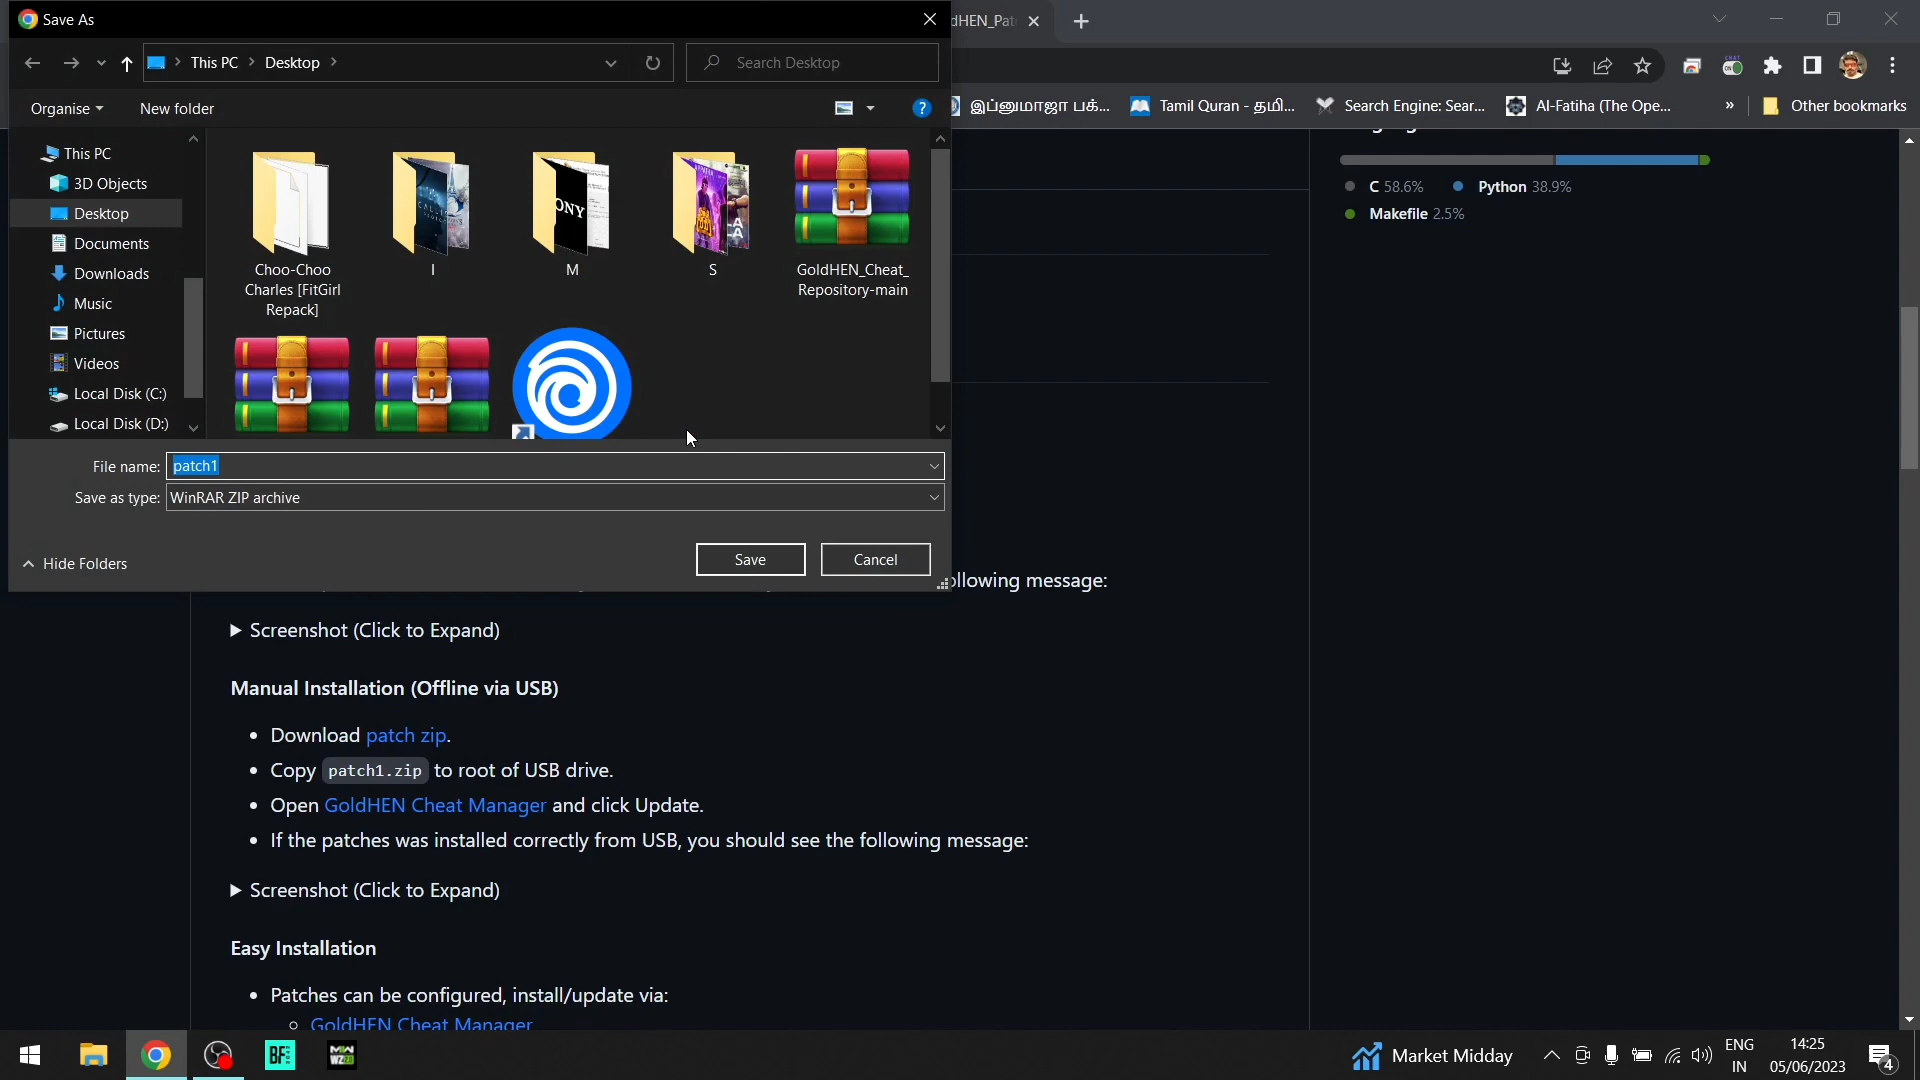 Save As
dHEN_Pat
This PC
Desktop
Search Desktop
Organise
New folder
இப்னுமாஜா பக்...
Tamil Quran - தமி...
Search Engine: Sear...
Al-Fatiha (The Ope...
»
Other bookmarks
This PC
3D Objects
Desktop
Documents
Downloads
Music
Pictures
Videos
Local Disk (C:)
Local Disk (D:)
Choo-Choo
Charles [FitGirl
Repack]
I
M
S
GoldHEN_Cheat_
Repository-main
C 58.6%
Python 38.9%
Makefile 2.5%
File name: patch1
Save as type: WinRAR ZIP archive
Hide Folders
Save
Cancel
ollowing message:
Screenshot (Click to Expand)
Manual Installation (Offline via USB)
Download patch zip.
Copy patch1.zip to root of USB drive.
Open GoldHEN Cheat Manager and click Update.
If the patches was installed correctly from USB, you should see the following message:
Screenshot (Click to Expand)
Easy Installation
Patches can be configured, install/update via:
GoldHEN Cheat Manager
BF
Market Midday
ENG
IN
14:25
05/06/2023
4